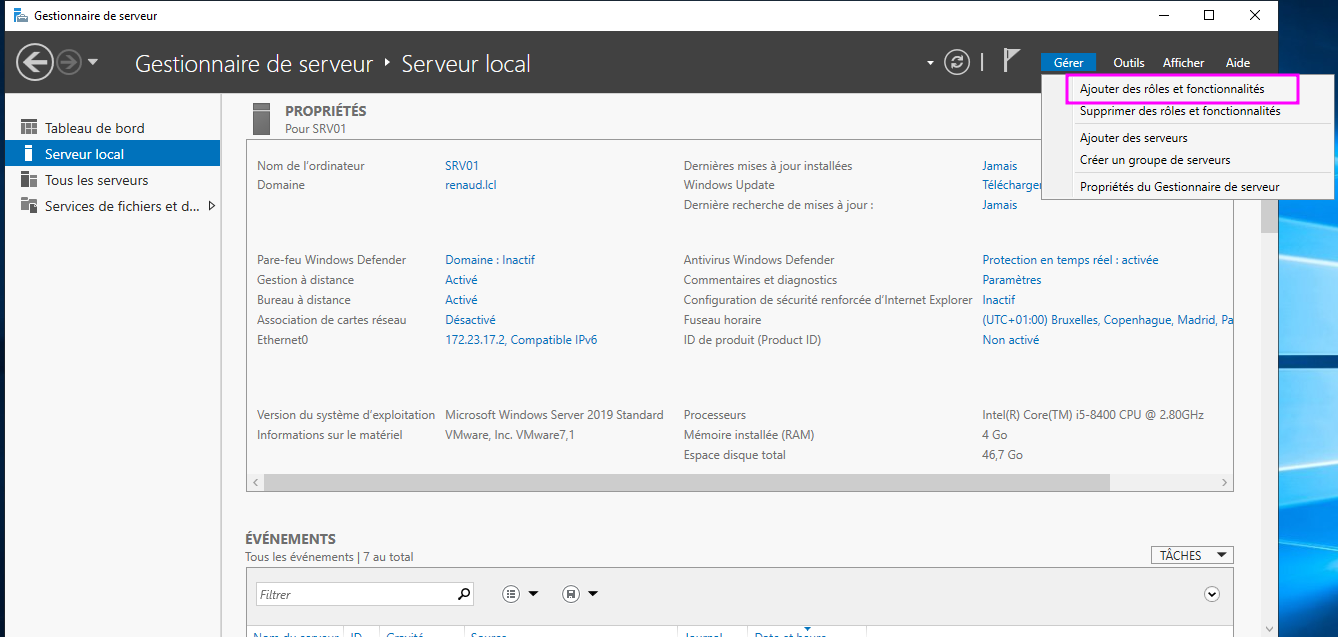 Gestionnaire de serveur
Gestionnaire de serveur ‣ Serveur local
Gérer Outils Afficher Aide
Ajouter des rôles et fonctionnalités
Supprimer des rôles et fonctionnalités
Ajouter des serveurs
Créer un groupe de serveurs
Propriétés du Gestionnaire de serveur
Tableau de bord
Serveur local
Tous les serveurs
Services de fichiers et d...
PROPRIÉTÉS
Pour SRV01
Nom de l’ordinateur SRV01
Domaine renaud.lcl
Dernières mises à jour installées Jamais
Windows Update Télécharger
Dernière recherche de mises à jour : Jamais
Pare-feu Windows Defender Domaine : Inactif
Gestion à distance Activé
Bureau à distance Activé
Association de cartes réseau Désactivé
Ethernet0 172.23.17.2, Compatible IPv6
Antivirus Windows Defender Protection en temps réel : activée
Commentaires et diagnostics Paramètres
Configuration de sécurité renforcée d’Internet Explorer Inactif
Fuseau horaire (UTC+01:00) Bruxelles, Copenhague, Madrid, Pa
ID de produit (Product ID) Non activé
Version du système d’exploitation Microsoft Windows Server 2019 Standard
Informations sur le matériel VMware, Inc. VMware7,1
Processeurs Intel(R) Core(TM) i5-8400 CPU @ 2.80GHz
Mémoire installée (RAM) 4 Go
Espace disque total 46,7 Go
ÉVÉNEMENTS
Tous les événements | 7 au total
TÂCHES
Filtrer
Nom du serveur ID Gravité Source Journal Date et heure